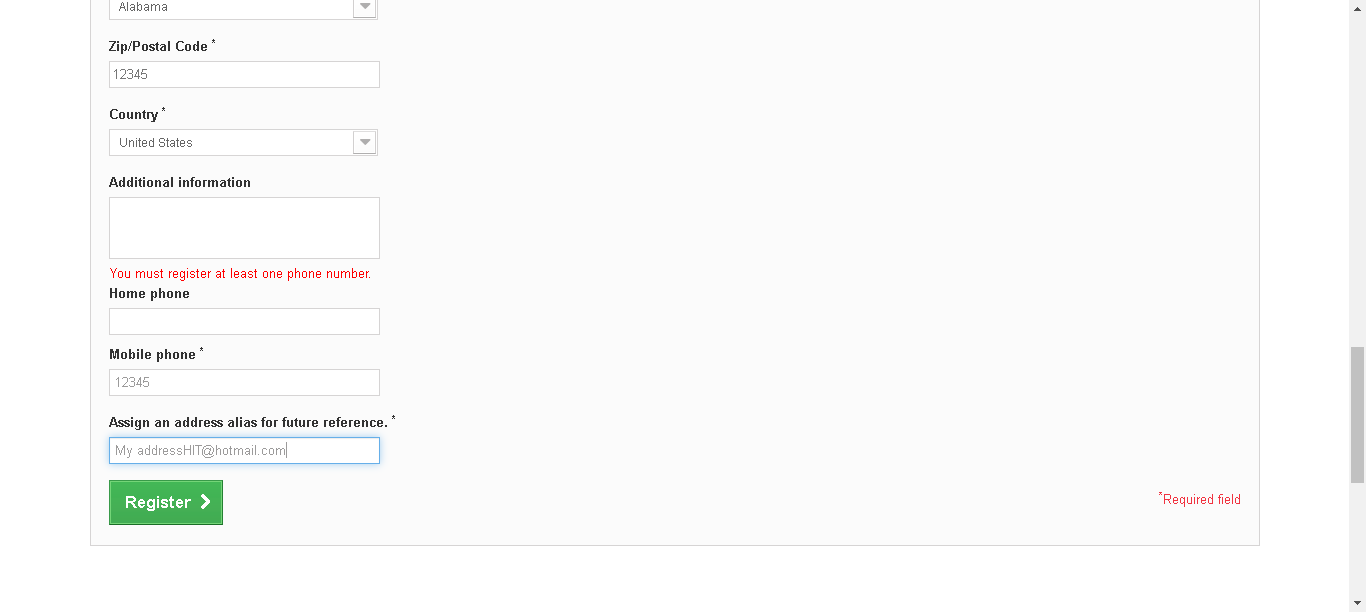 Alabama
Zip/Postal Code *
12345
Country *
United States
Additional information
You must register at least one phone number.
Home phone
Mobile phone *
12345
Assign an address alias for future reference. *
My addressHIT@hotmail.com
Register
*Required field